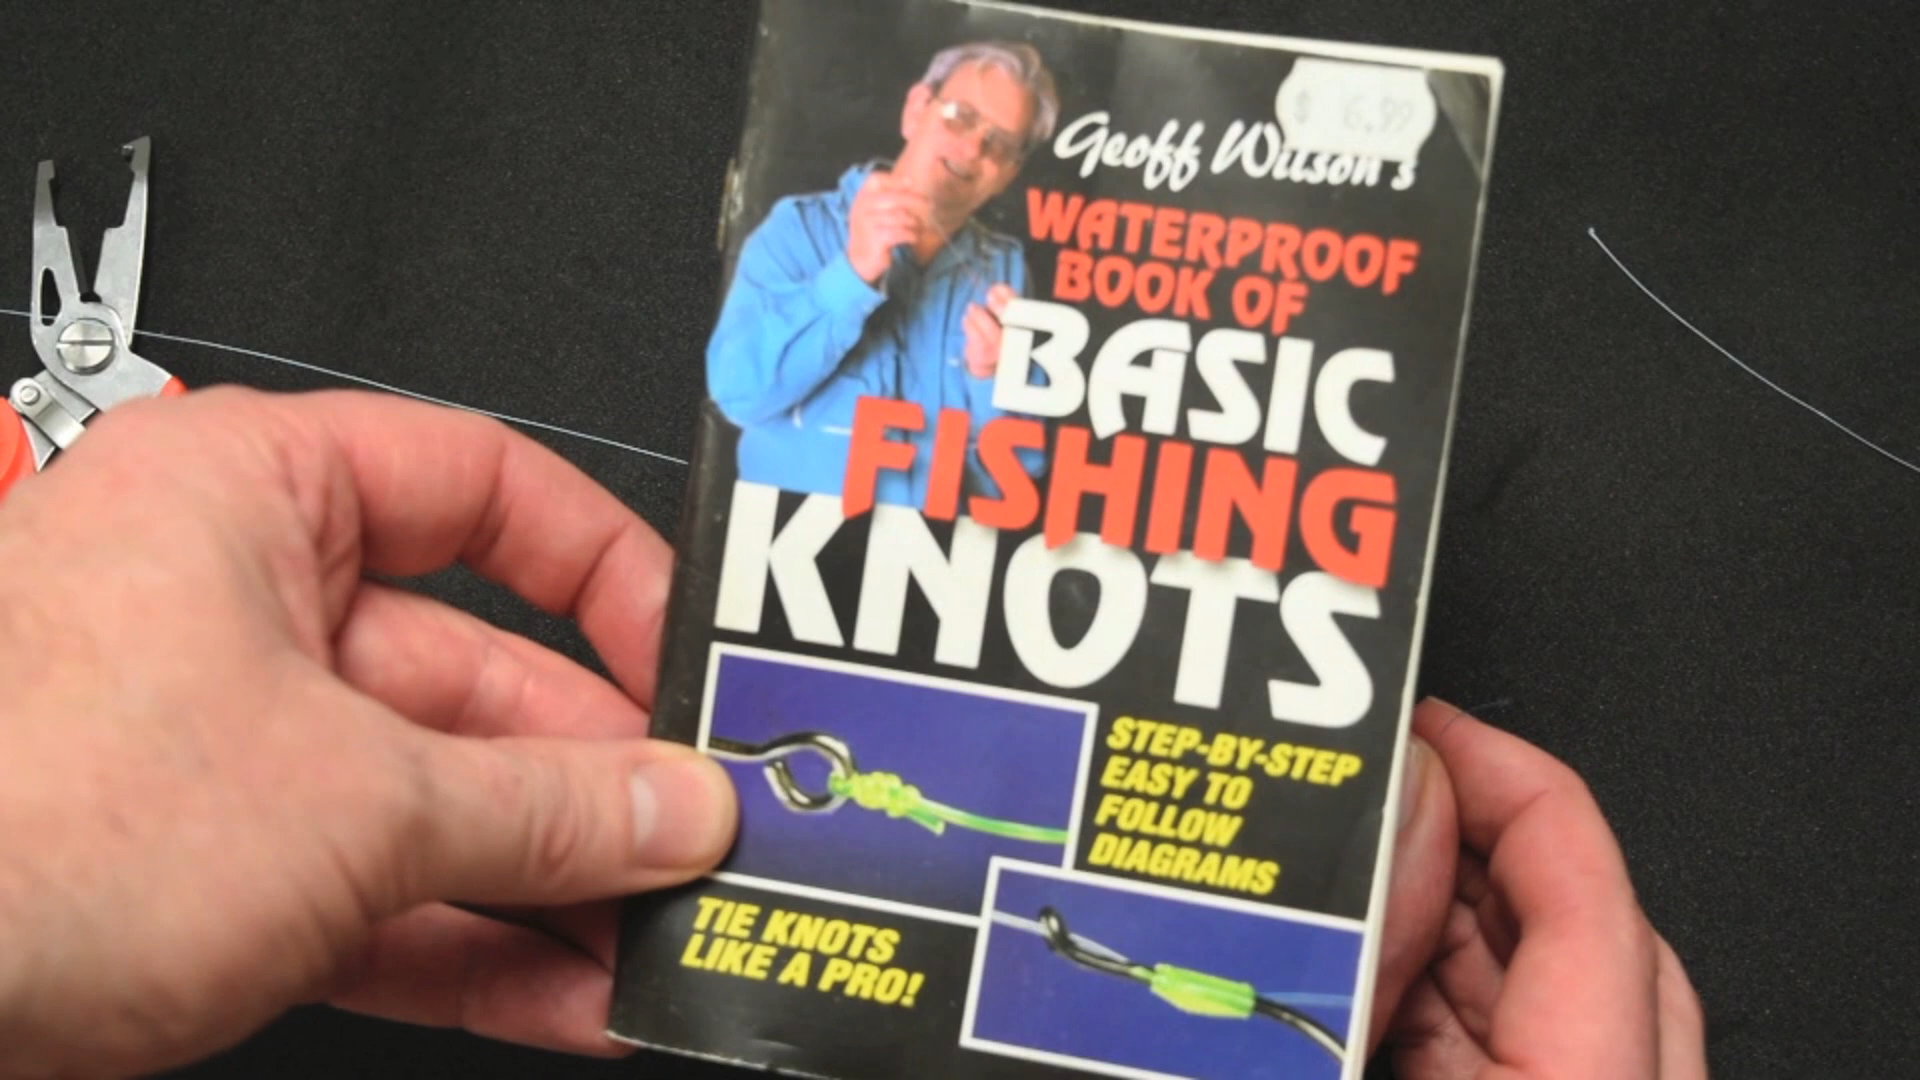 $ 6.99
Geoff Wilson's
WATERPROOF
BOOK OF
BASIC
FISHING
KNOTS
STEP-BY-STEP
EASY TO
FOLLOW
DIAGRAMS
TIE KNOTS
LIKE A PRO!